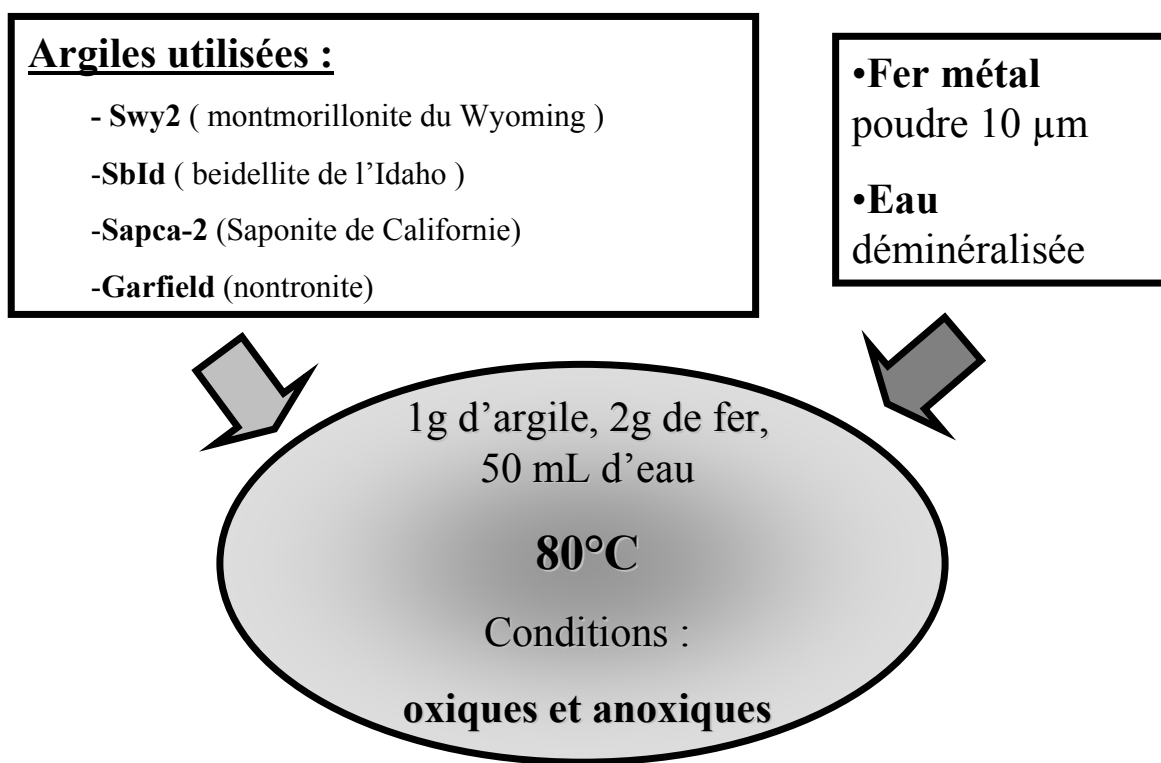 Argiles utilisées :
- Swy2 ( montmorillonite du Wyoming )
-SbId ( beidellite de l’Idaho )
-Sapca-2 (Saponite de Californie)
-Garfield (nontronite)
•Fer métal
poudre 10 µm
•Eau
déminéralisée
1g d’argile, 2g de fer,
50 mL d’eau
80°C
Conditions :
oxiques et anoxiques